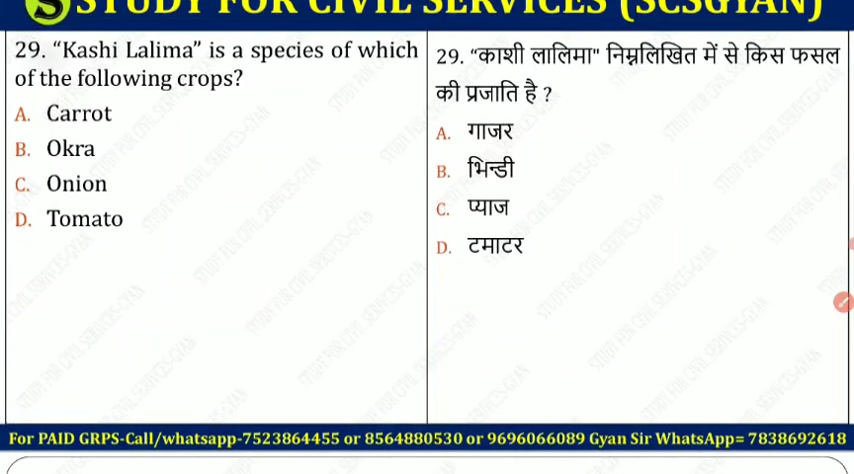 STUDY FOR CIVIL SERVICES (SCSGYAN)
29. “Kashi Lalima” is a species of which
of the following crops?
A. Carrot
B. Okra
C. Onion
D. Tomato
29. “काशी लालिमा" निम्नलिखित में से किस फसल
की प्रजाति है ?
A. गाजर
B. भिन्डी
C. प्याज
D. टमाटर
For PAID GRPS-Call/whatsapp-7523864455 or 8564880530 or 9696066089 Gyan Sir WhatsApp= 7838692618